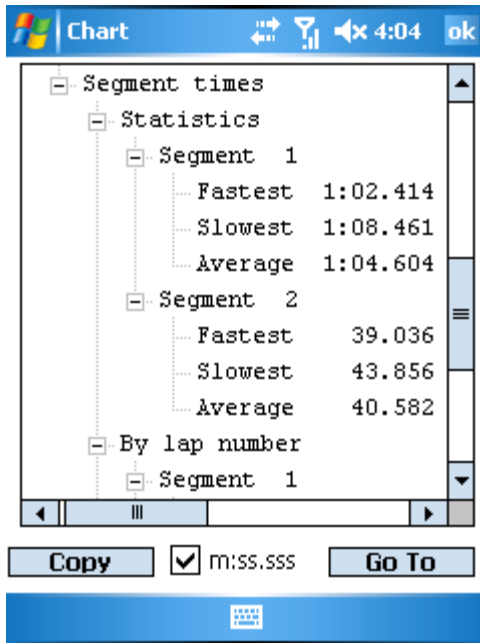 Chart 4:04 ok
Segment times
Statistics
Segment 1
Fastest 1:02.414
Slowest 1:08.461
Average 1:04.604
Segment 2
Fastest 39.036
Slowest 43.856
Average 40.582
By lap number
Segment 1
Copy m:ss.sss Go To